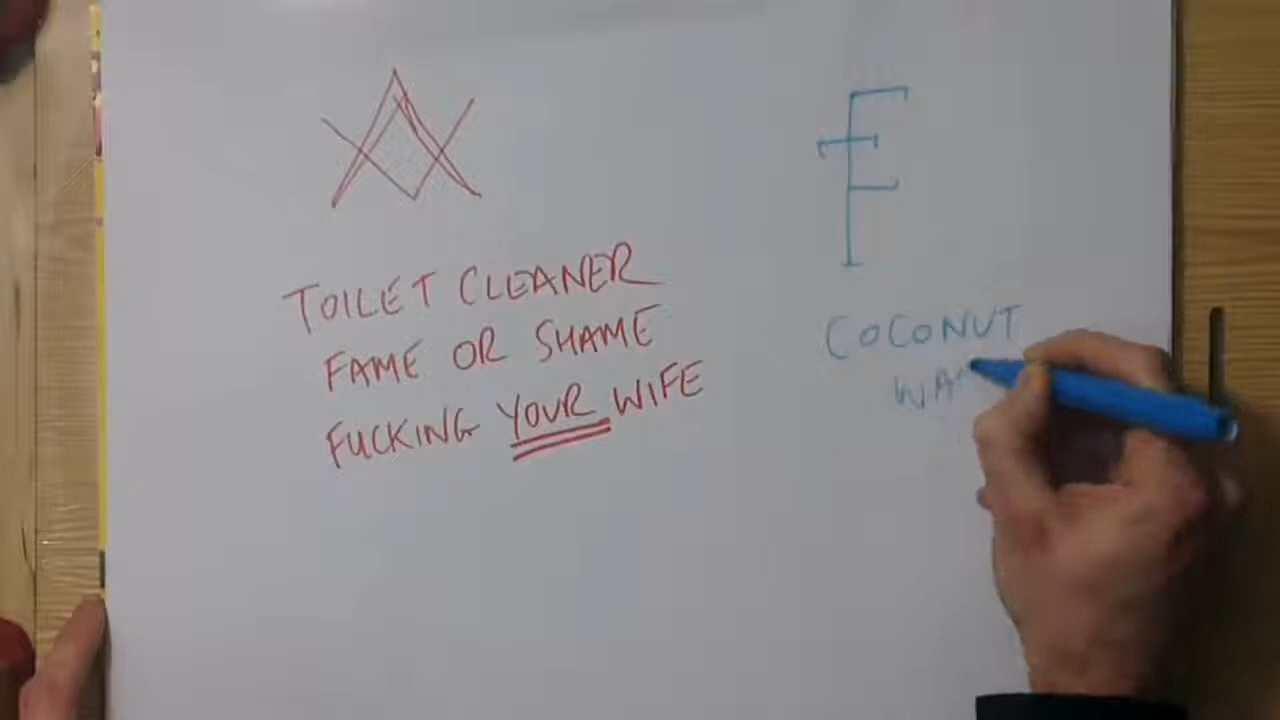 TOILET CLEANER
FAME OR SHAME
FUCKING YOUR WIFE
F
COCONUT